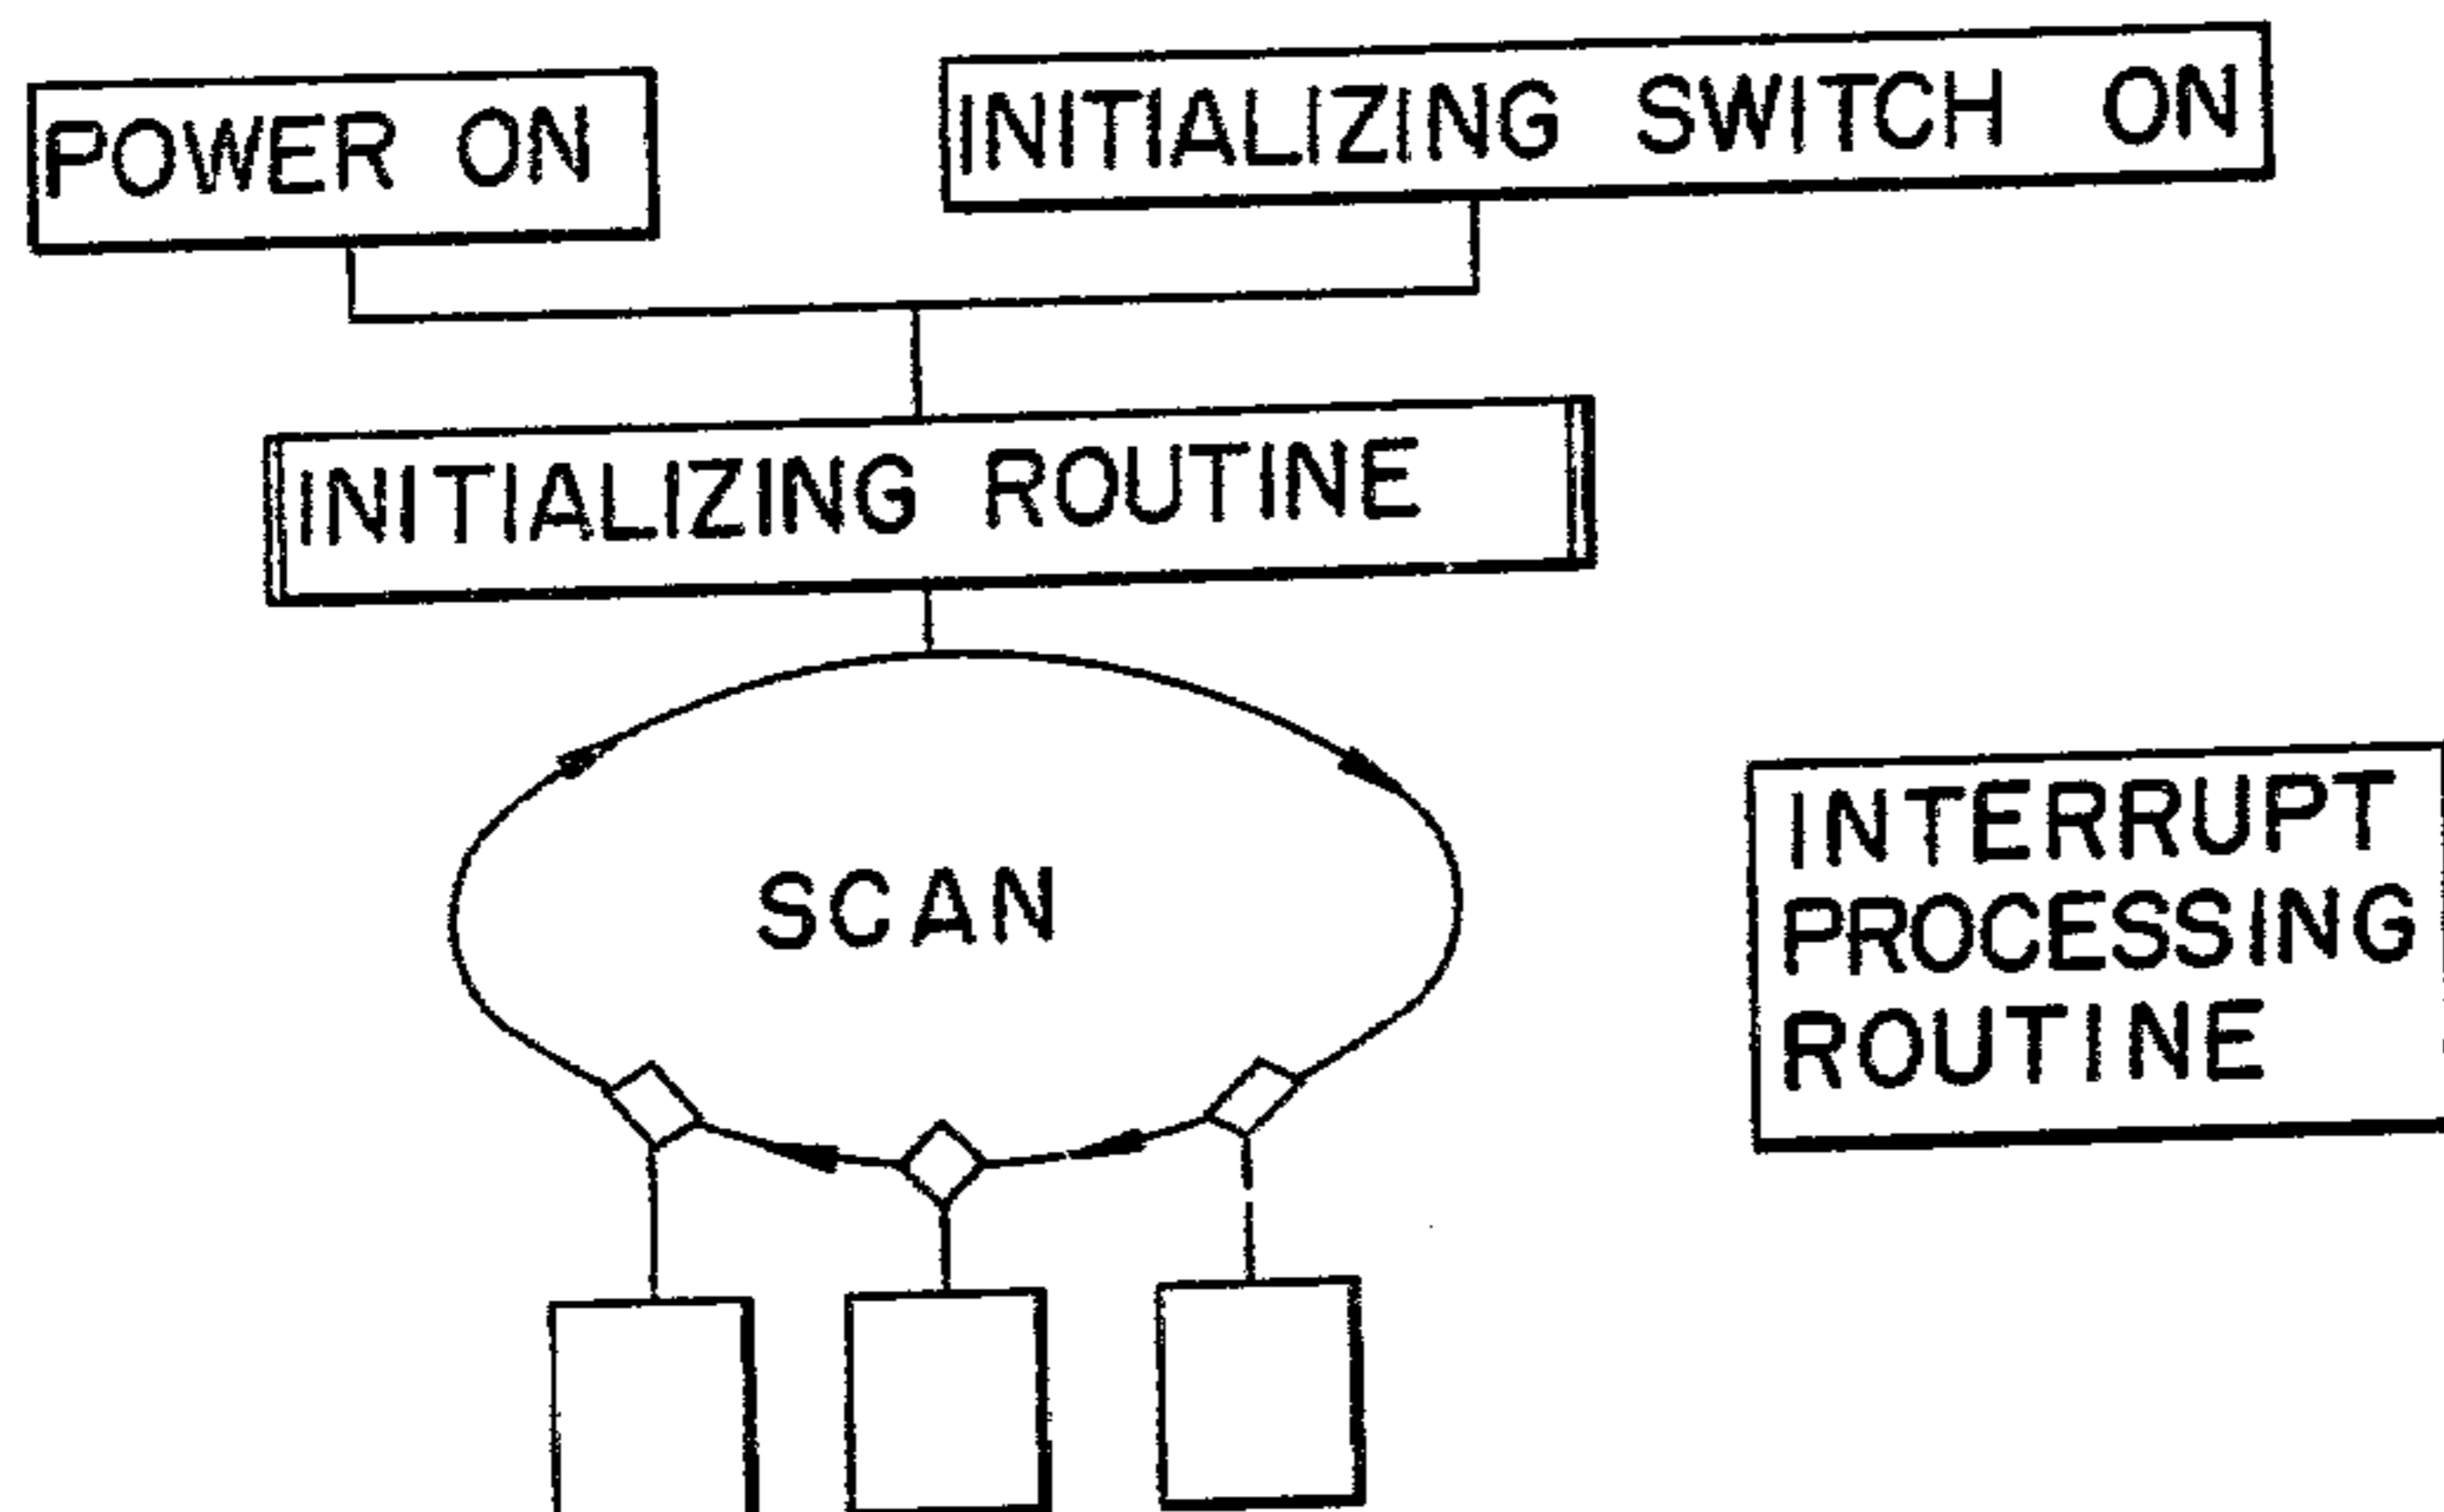 POWER ON
INITIALIZING SWITCH ON
INITIALIZING ROUTINE
SCAN
INTERRUPT
PROCESSING
ROUTINE